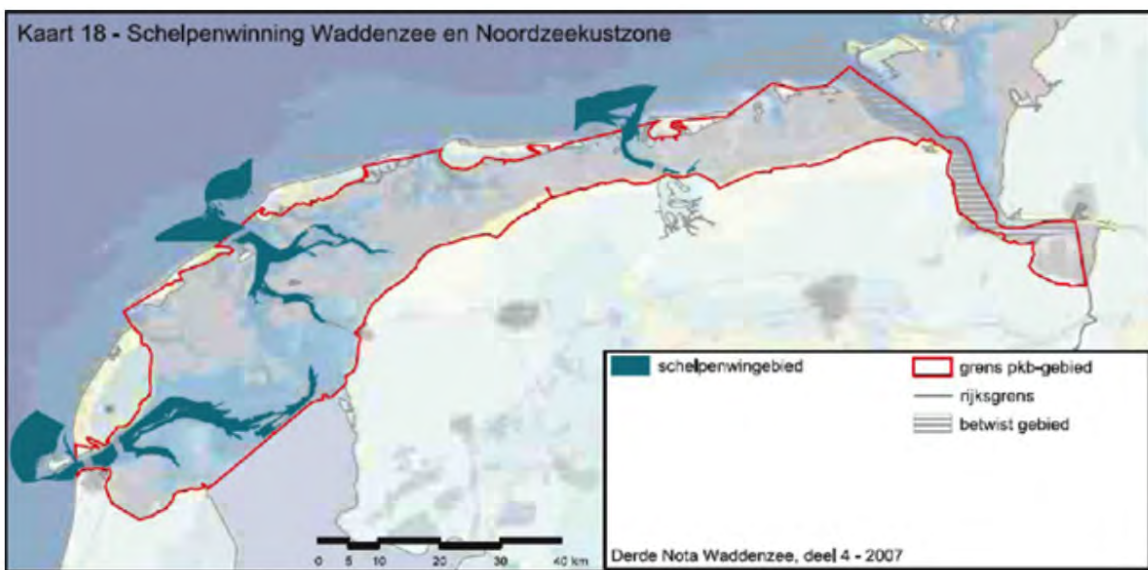 Kaart 18 - Schelpenwinning Waddenzee en Noordzeekustzone
schelpenwingebied
grens pkb-gebied
rijksgrens
betwist gebied
0 5 10 20 30 40 km
Derde Nota Waddenzee, deel 4 - 2007